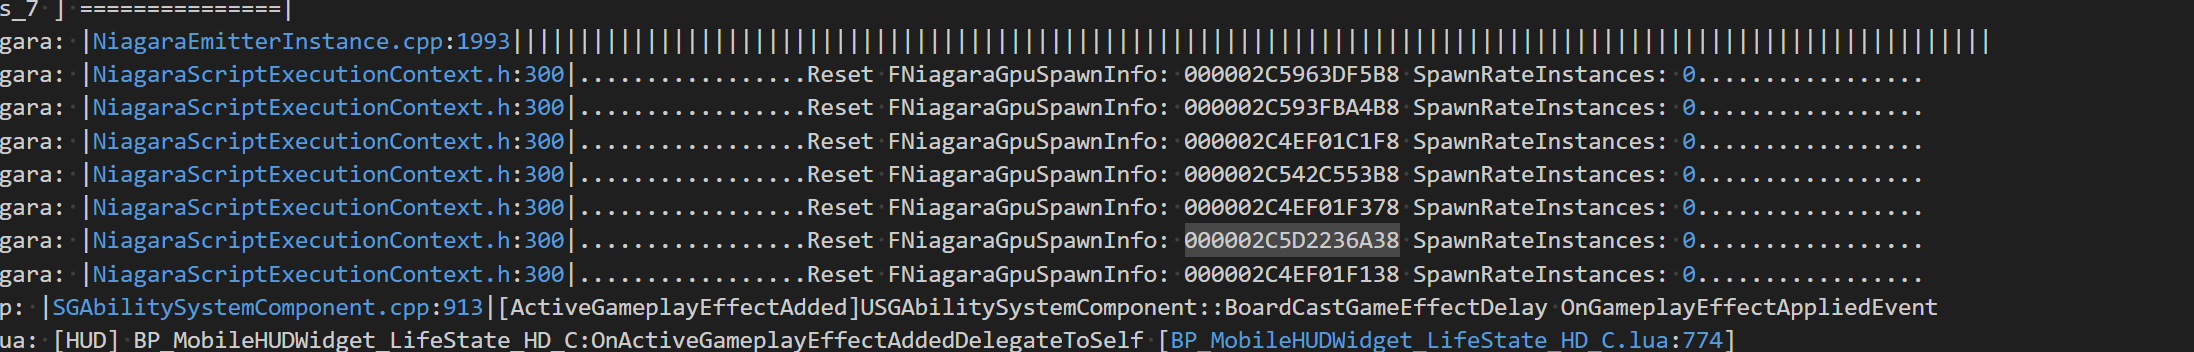 s_7 ] ===============|
gara: |NiagaraEmitterInstance.cpp:1993||||||||||||||||||||||||||||||||||||||||||||||||||||||||||||||||||||||||||||||||||||||||||||||||||||||||||||||
gara: |NiagaraScriptExecutionContext.h:300|.................Reset FNiagaraGpuSpawnInfo: 000002C5963DF5B8 SpawnRateInstances: 0.................
gara: |NiagaraScriptExecutionContext.h:300|.................Reset FNiagaraGpuSpawnInfo: 000002C593FBA4B8 SpawnRateInstances: 0.................
gara: |NiagaraScriptExecutionContext.h:300|.................Reset FNiagaraGpuSpawnInfo: 000002C4EF01C1F8 SpawnRateInstances: 0.................
gara: |NiagaraScriptExecutionContext.h:300|.................Reset FNiagaraGpuSpawnInfo: 000002C542C553B8 SpawnRateInstances: 0.................
gara: |NiagaraScriptExecutionContext.h:300|.................Reset FNiagaraGpuSpawnInfo: 000002C4EF01F378 SpawnRateInstances: 0.................
gara: |NiagaraScriptExecutionContext.h:300|.................Reset FNiagaraGpuSpawnInfo: 000002C5D2236A38 SpawnRateInstances: 0.................
gara: |NiagaraScriptExecutionContext.h:300|.................Reset FNiagaraGpuSpawnInfo: 000002C4EF01F138 SpawnRateInstances: 0.................
p: |SGAbilitySystemComponent.cpp:913|[ActiveGameplayEffectAdded]USGAbilitySystemComponent::BoardCastGameEffectDelay OnGameplayEffectAppliedEvent
ua: [HUD] BP_MobileHUDWidget_LifeState_HD_C:OnActiveGameplayEffectAddedDelegateToSelf [BP_MobileHUDWidget_LifeState_HD_C.lua:774]